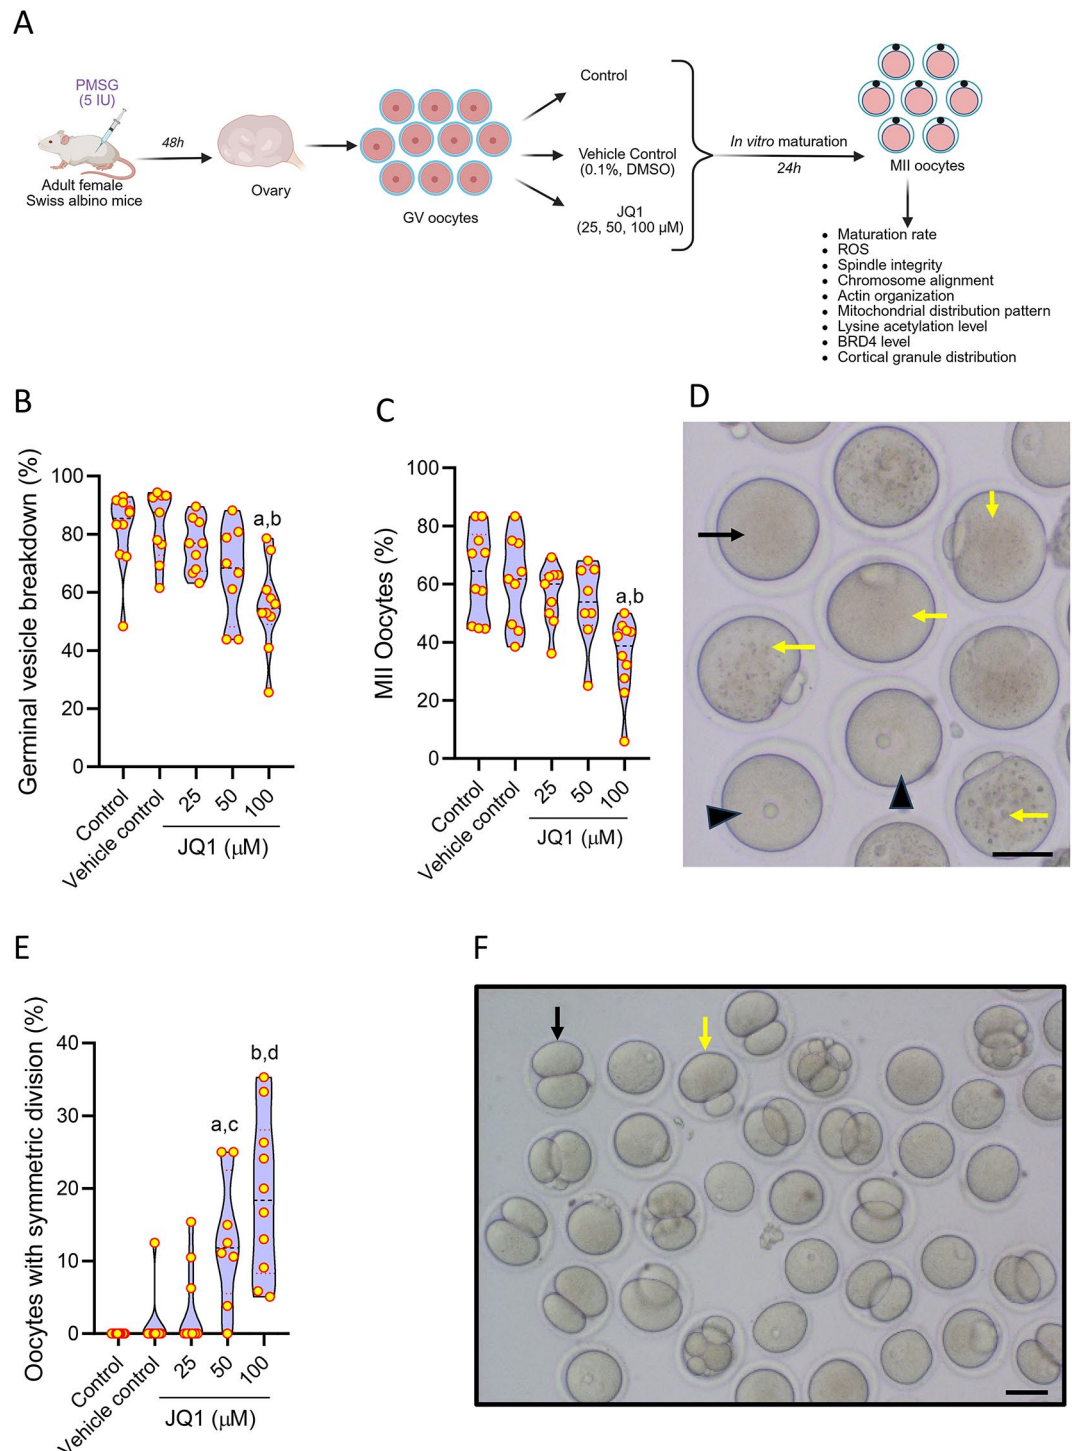 A
PMSG
(5 IU)
48h
Adult female
Swiss albino mice
Ovary
GV oocytes
Control
Vehicle Control
(0.1%, DMSO)
JQ1
(25, 50, 100 µM)
In vitro maturation
24h
MII oocytes
• Maturation rate
• ROS
• Spindle integrity
• Chromosome alignment
• Actin organization
• Mitochondrial distribution pattern
• Lysine acetylation level
• BRD4 level
• Cortical granule distribution
B
Germinal vesicle breakdown (%)
100
80
60
40
20
0
a,b
Control
Vehicle control
25
50
100
JQ1 (µM)
C
MII Oocytes (%)
100
80
60
40
20
0
a,b
Control
Vehicle control
25
50
100
JQ1 (µM)
D
E
Oocytes with symmetric division (%)
40
30
20
10
0
a,c
b,d
Control
Vehicle control
25
50
100
JQ1 (µM)
F